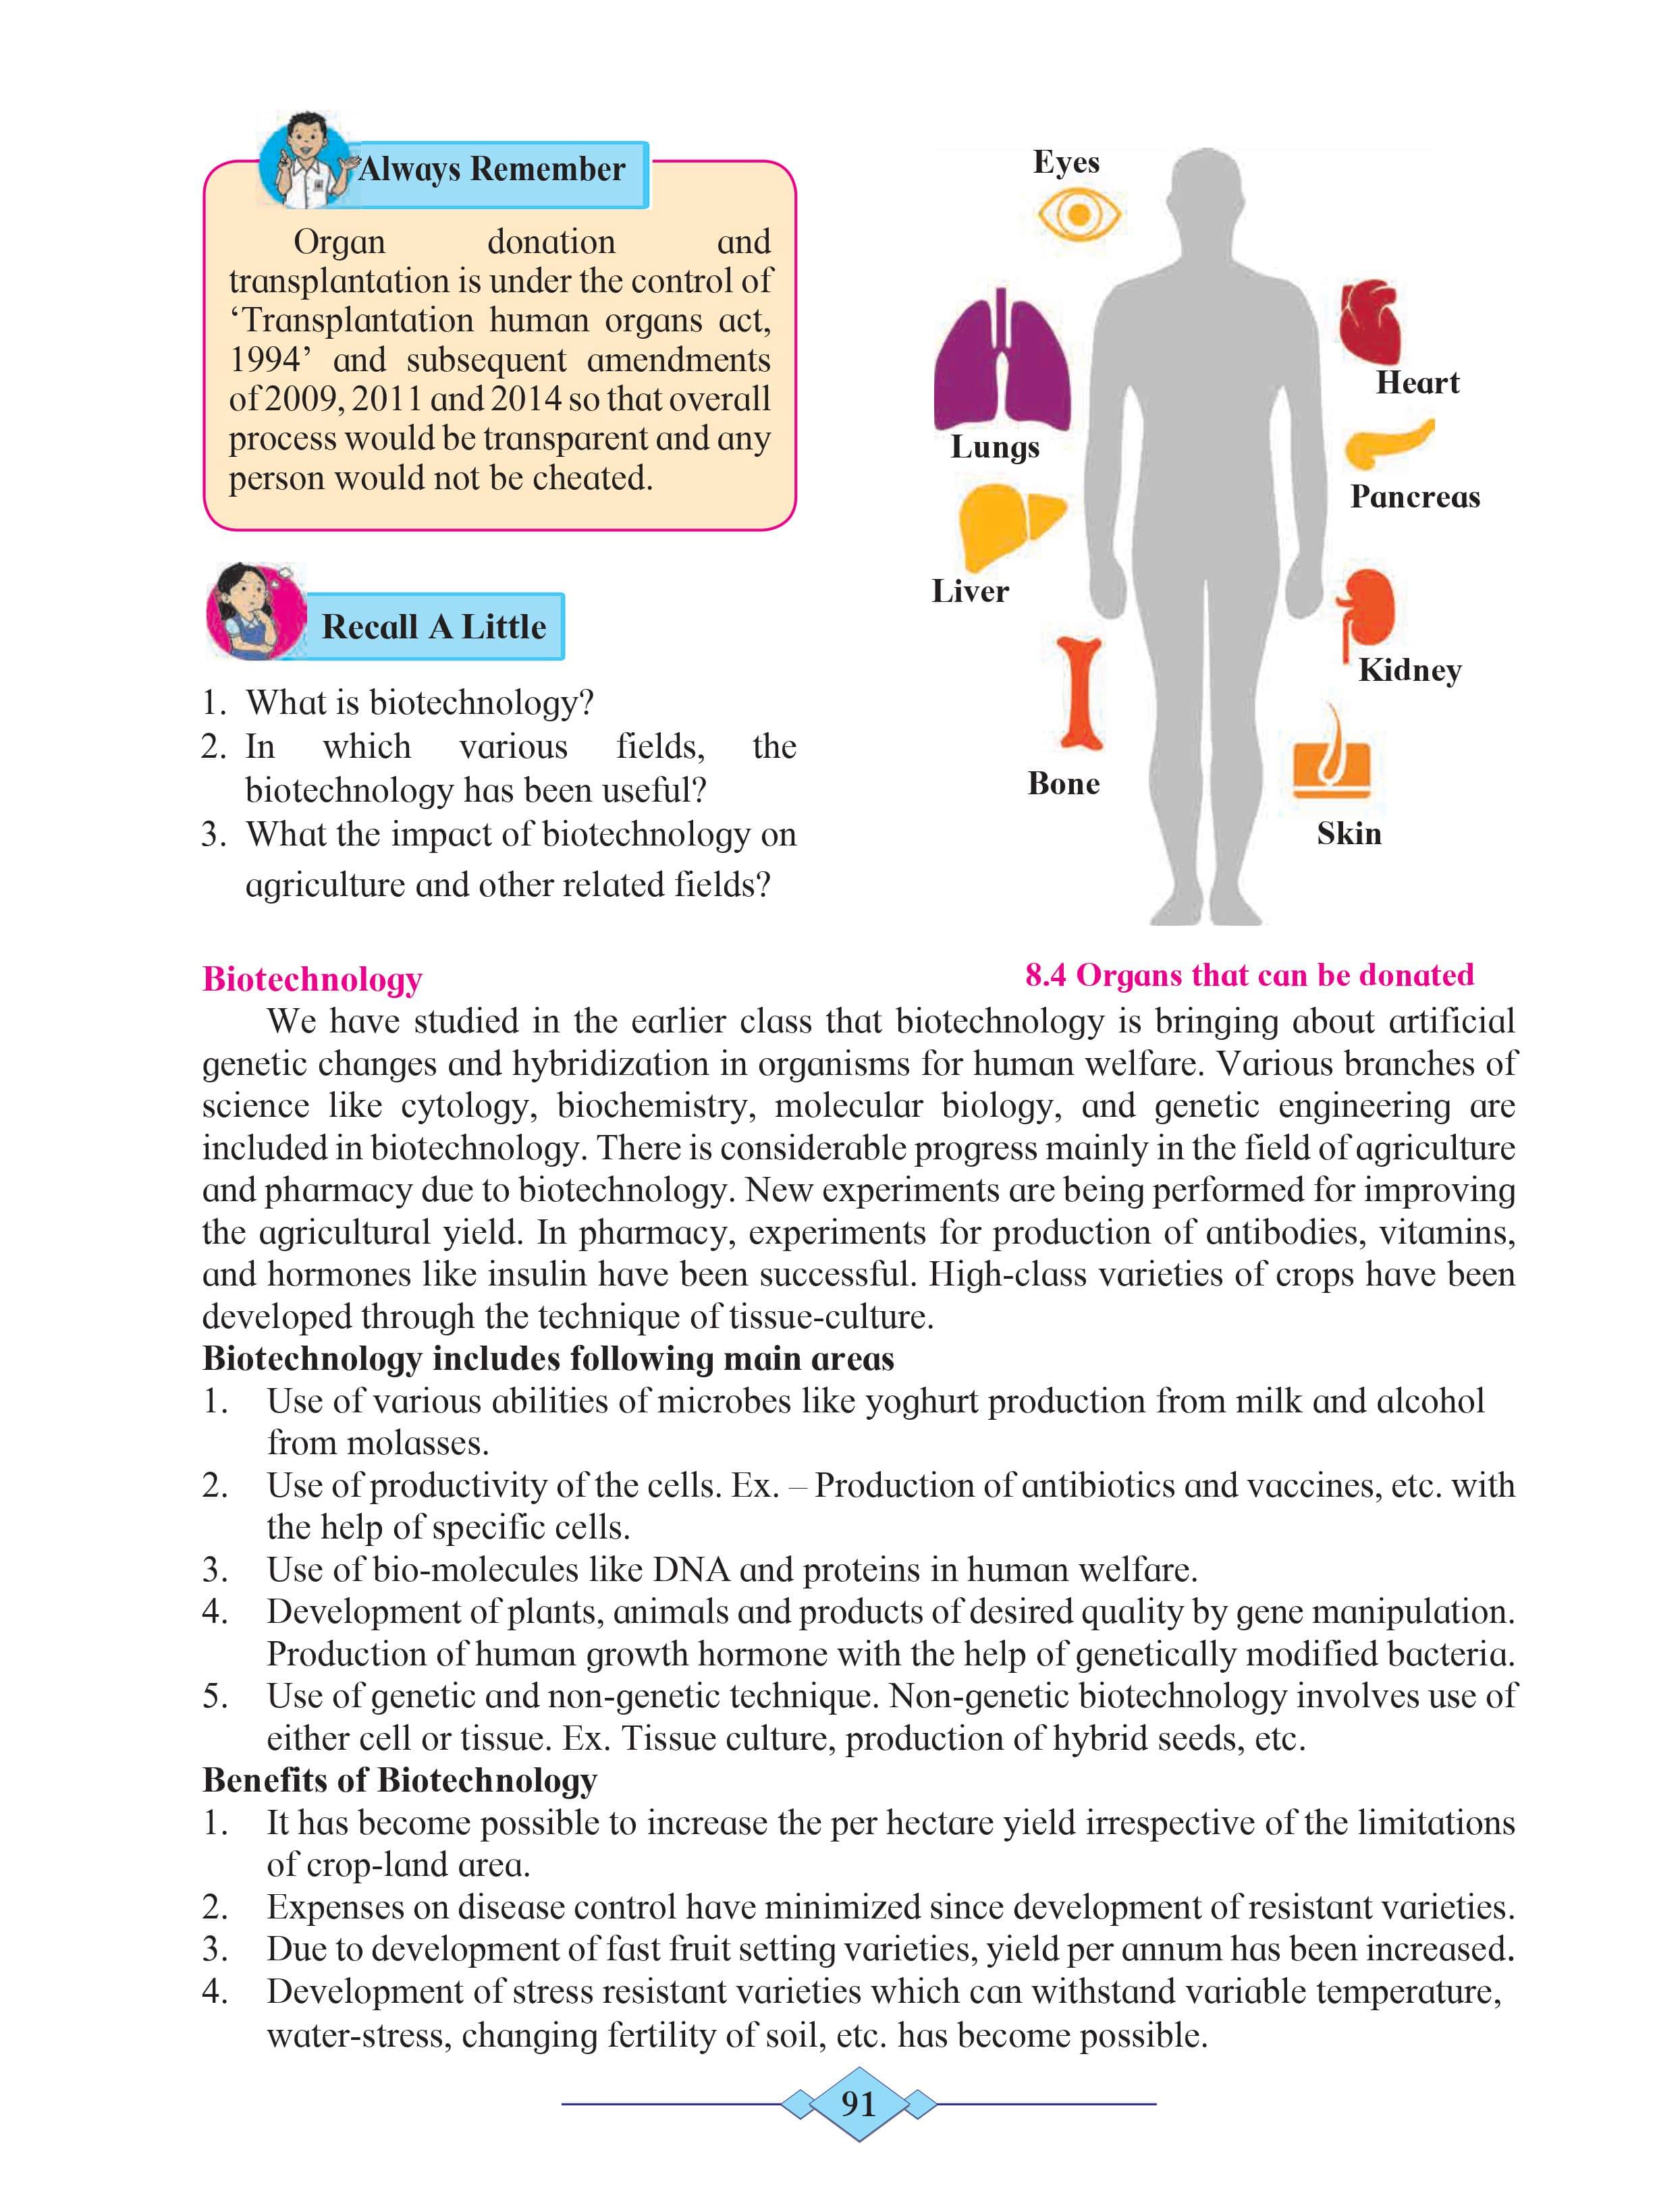 Always Remember
Organ donation and
transplantation is under the control of
‘Transplantation human organs act,
1994’ and subsequent amendments
of 2009, 2011 and 2014 so that overall
process would be transparent and any
person would not be cheated.
Recall A Little
1. What is biotechnology?
2. In which various fields, the
biotechnology has been useful?
3. What the impact of biotechnology on
agriculture and other related fields?
Eyes
Lungs
Heart
Pancreas
Liver
Kidney
Bone
Skin
8.4 Organs that can be donated
Biotechnology
We have studied in the earlier class that biotechnology is bringing about artificial
genetic changes and hybridization in organisms for human welfare. Various branches of
science like cytology, biochemistry, molecular biology, and genetic engineering are
included in biotechnology. There is considerable progress mainly in the field of agriculture
and pharmacy due to biotechnology. New experiments are being performed for improving
the agricultural yield. In pharmacy, experiments for production of antibodies, vitamins,
and hormones like insulin have been successful. High-class varieties of crops have been
developed through the technique of tissue-culture.
Biotechnology includes following main areas
1. Use of various abilities of microbes like yoghurt production from milk and alcohol
from molasses.
2. Use of productivity of the cells. Ex. – Production of antibiotics and vaccines, etc. with
the help of specific cells.
3. Use of bio-molecules like DNA and proteins in human welfare.
4. Development of plants, animals and products of desired quality by gene manipulation.
Production of human growth hormone with the help of genetically modified bacteria.
5. Use of genetic and non-genetic technique. Non-genetic biotechnology involves use of
either cell or tissue. Ex. Tissue culture, production of hybrid seeds, etc.
Benefits of Biotechnology
1. It has become possible to increase the per hectare yield irrespective of the limitations
of crop-land area.
2. Expenses on disease control have minimized since development of resistant varieties.
3. Due to development of fast fruit setting varieties, yield per annum has been increased.
4. Development of stress resistant varieties which can withstand variable temperature,
water-stress, changing fertility of soil, etc. has become possible.
91